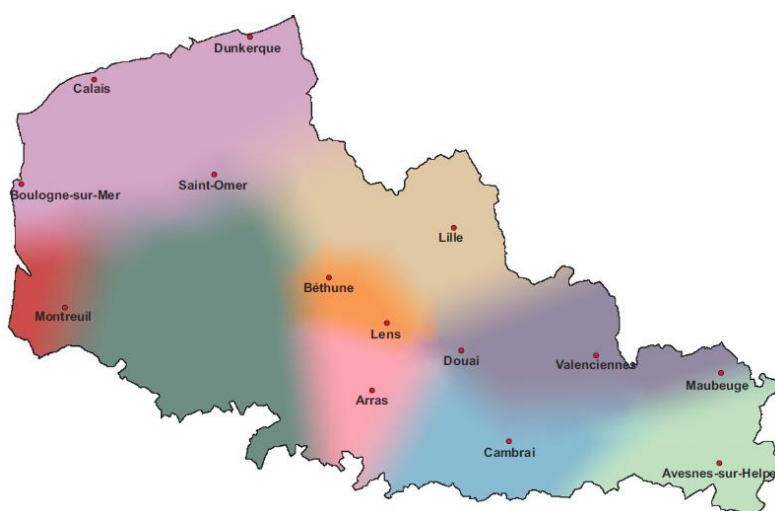 Dunkerque
Calais
Saint-Omer
Boulogne-sur-Mer
Lille
Béthune
Montreuil
Lens
Douai
Valenciennes
Maubeuge
Arras
Cambrai
Avesnes-sur-Helpe